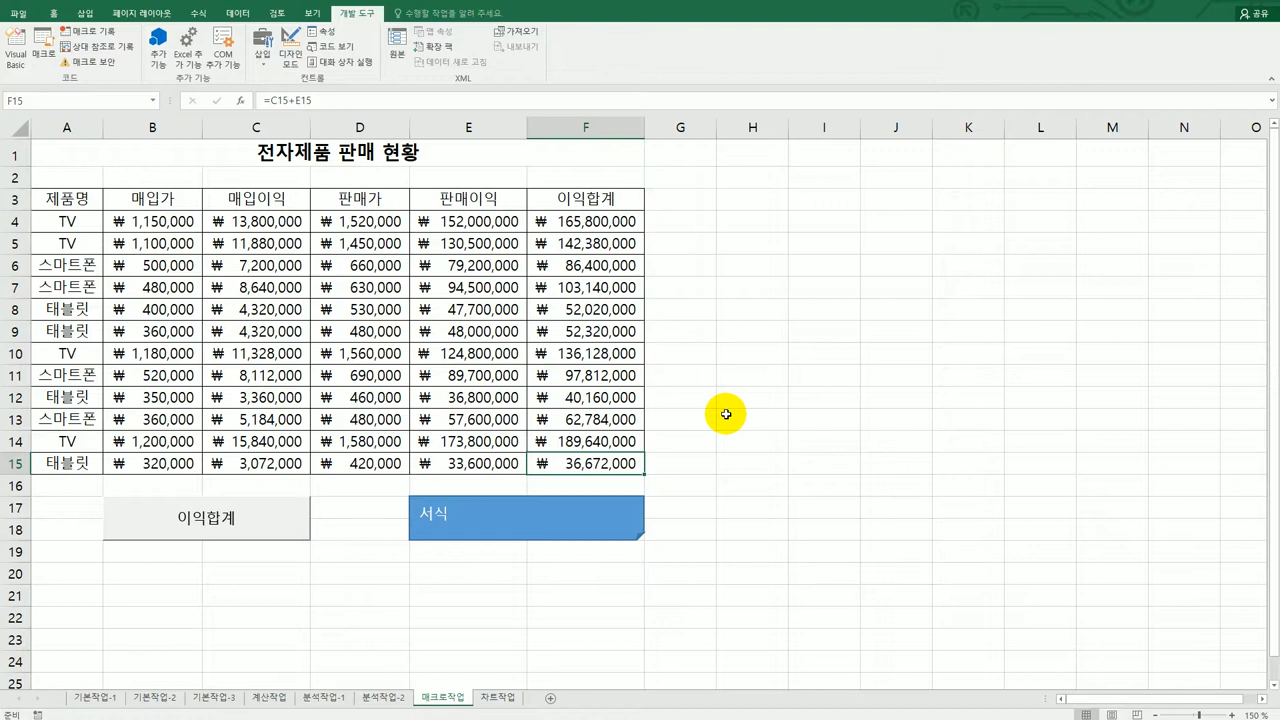 파일 홈 삽입 페이지 레이아웃 수식 데이터 검토 보기 개발 도구 수행할 작업을 알려 주세요. 공유
Visual Basic 매크로 매크로 기록 상대 참조로 기록 매크로 보안 추가 기능 Excel 추가 기능 COM 추가 기능 삽입 디자인 모드 속성 코드 보기 대화 상자 실행 원본 맵 속성 확장 팩 데이터 새로 고침 가져오기 내보내기
코드 추가 기능 컨트롤 XML
F15 fx =C15+E15
A B C D E F G H I J K L M N O
1 전자제품 판매 현황
2
3 제품명 매입가 매입이익 판매가 판매이익 이익합계
4 TV ₩ 1,150,000 ₩ 13,800,000 ₩ 1,520,000 ₩ 152,000,000 ₩ 165,800,000
5 TV ₩ 1,100,000 ₩ 11,880,000 ₩ 1,450,000 ₩ 130,500,000 ₩ 142,380,000
6 스마트폰 ₩ 500,000 ₩ 7,200,000 ₩ 660,000 ₩ 79,200,000 ₩ 86,400,000
7 스마트폰 ₩ 480,000 ₩ 8,640,000 ₩ 630,000 ₩ 94,500,000 ₩ 103,140,000
8 태블릿 ₩ 400,000 ₩ 4,320,000 ₩ 530,000 ₩ 47,700,000 ₩ 52,020,000
9 태블릿 ₩ 360,000 ₩ 4,320,000 ₩ 480,000 ₩ 48,000,000 ₩ 52,320,000
10 TV ₩ 1,180,000 ₩ 11,328,000 ₩ 1,560,000 ₩ 124,800,000 ₩ 136,128,000
11 스마트폰 ₩ 520,000 ₩ 8,112,000 ₩ 690,000 ₩ 89,700,000 ₩ 97,812,000
12 태블릿 ₩ 350,000 ₩ 3,360,000 ₩ 460,000 ₩ 36,800,000 ₩ 40,160,000
13 스마트폰 ₩ 360,000 ₩ 5,184,000 ₩ 480,000 ₩ 57,600,000 ₩ 62,784,000
14 TV ₩ 1,200,000 ₩ 15,840,000 ₩ 1,580,000 ₩ 173,800,000 ₩ 189,640,000
15 태블릿 ₩ 320,000 ₩ 3,072,000 ₩ 420,000 ₩ 33,600,000 ₩ 36,672,000
16
17 이익합계 서식
18
19
20
21
22
23
24
25
기본작업-1 기본작업-2 기본작업-3 계산작업 분석작업-1 분석작업-2 매크로작업 차트작업
준비 150 %